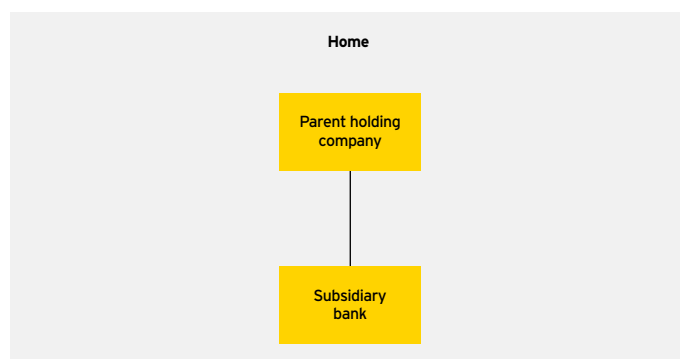 Home
Parent holding
company
Subsidiary
bank